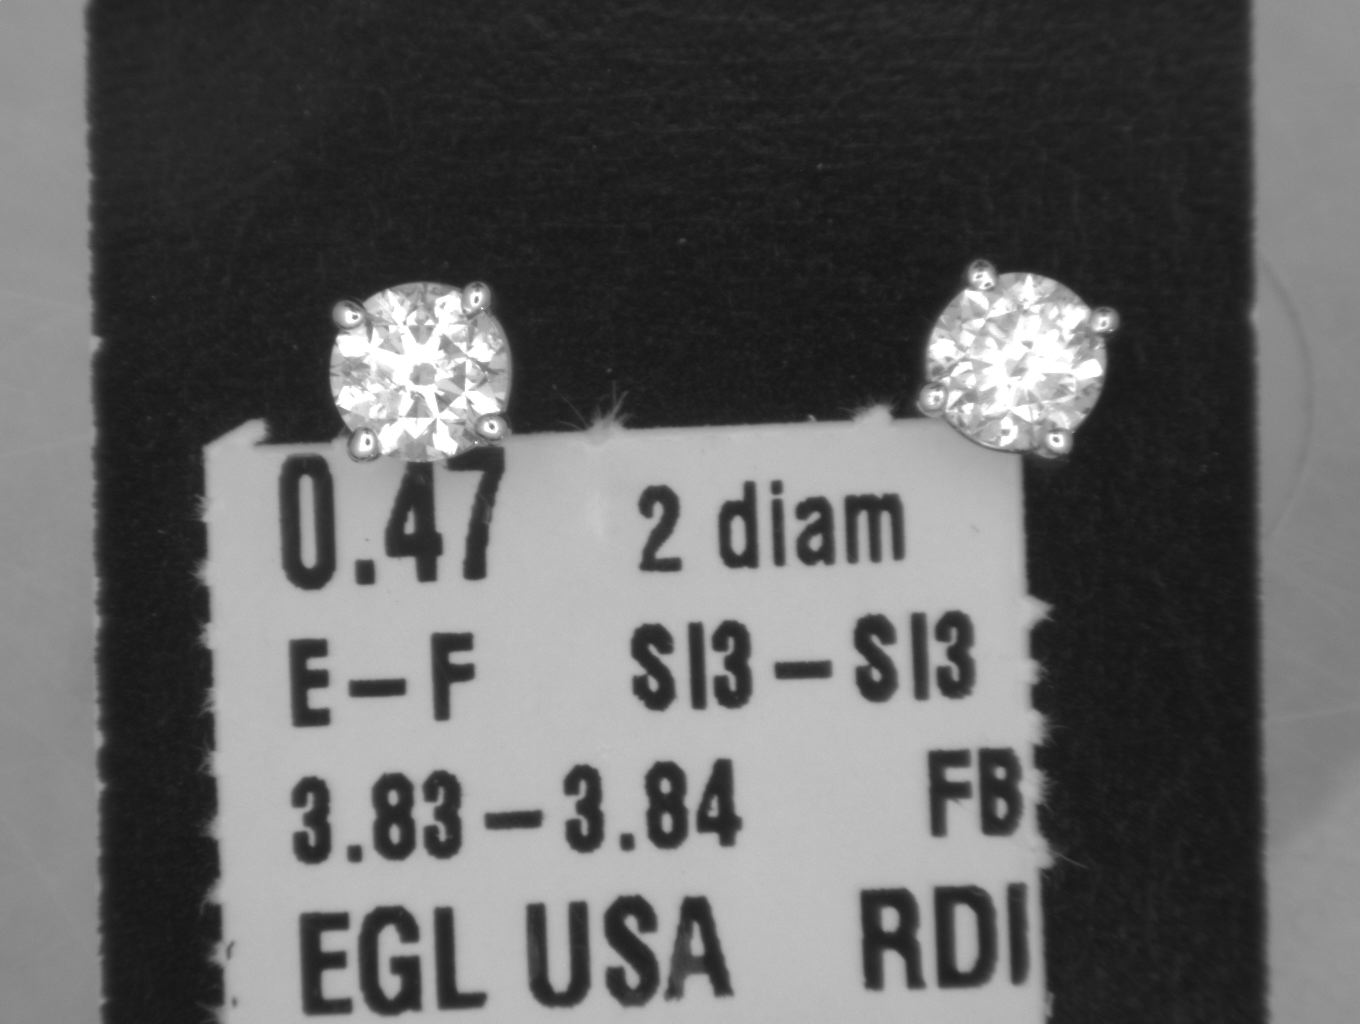 0.47 2 diam
E-F SI3-SI3
3.83-3.84 FB
EGL USA RDI